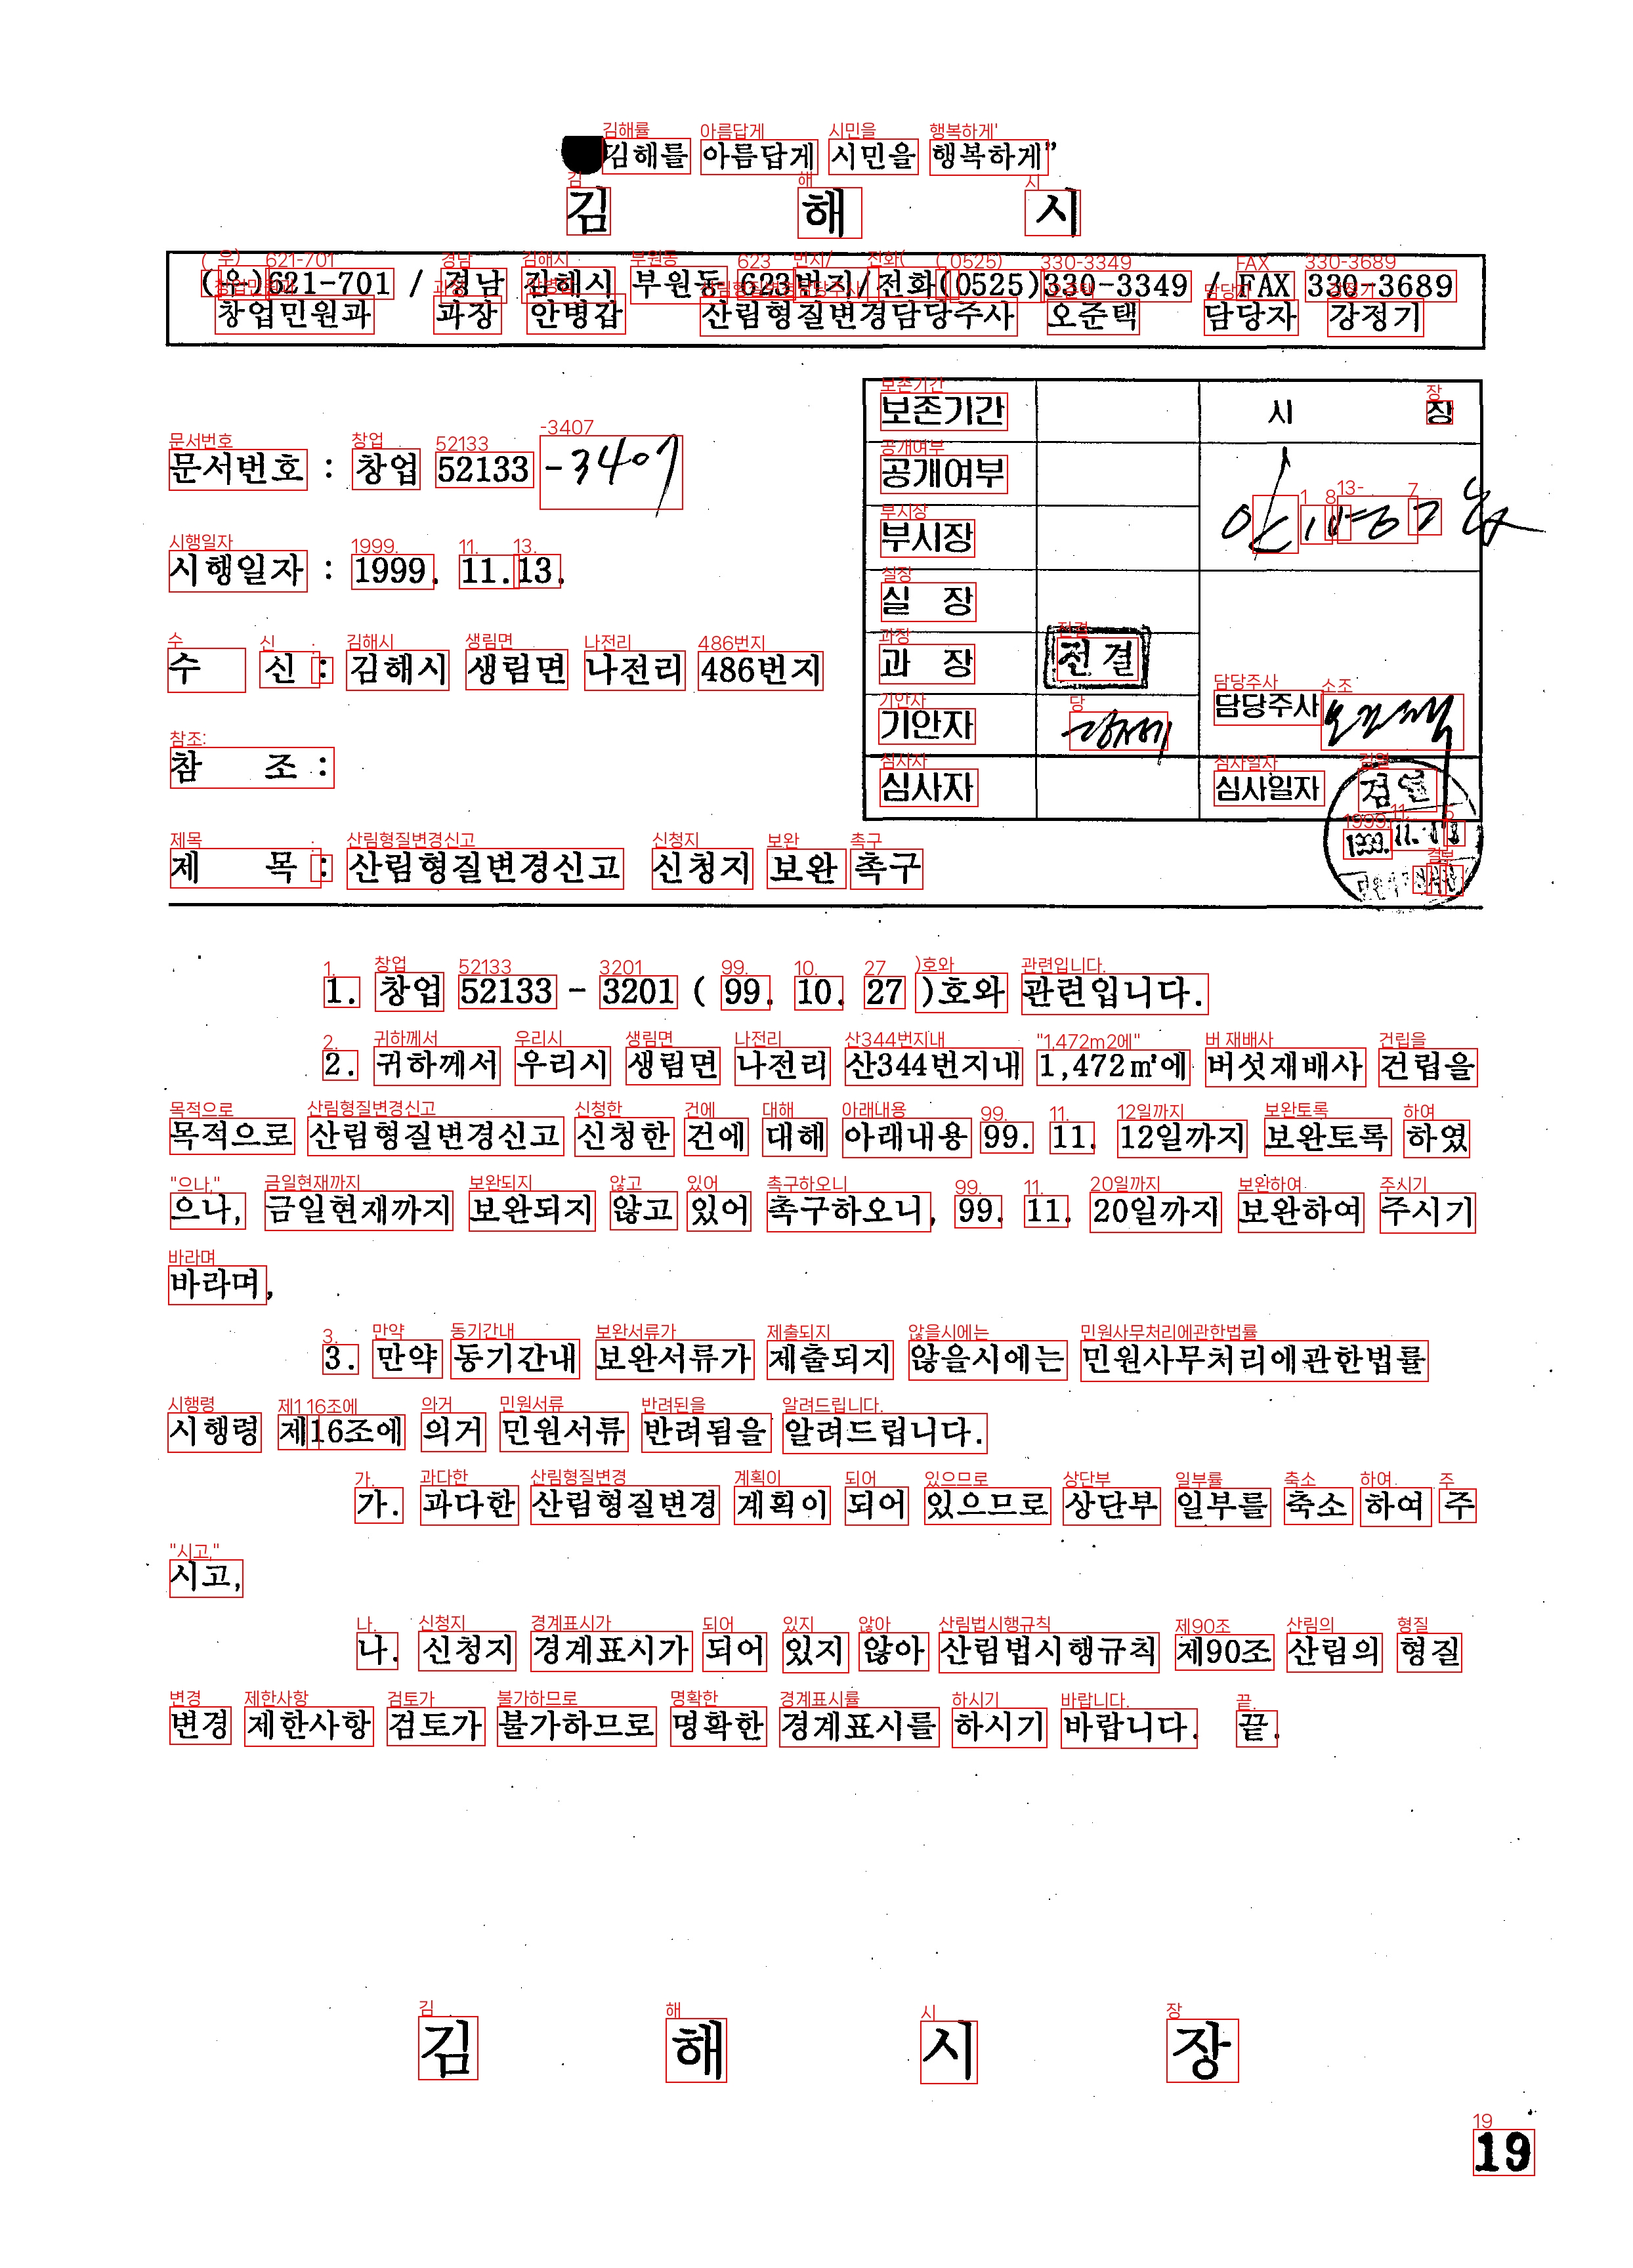 김해를 아름답게 시민을 행복하게”
김 해 시
(우)621-701 / 경남 김해시 부원동 623번지/전화(0525)330-3349 / FAX 330-3689
창업민원과 과장 안병갑 산림형질변경담당주사 오준택 담당자 강정기
보존기간 시 장
문서번호 : 창업 52133 -3407
공개여부
부시장
시행일자 : 1999. 11.13.
실 장
수 신 : 김해시 생림면 나전리 486번지
과 장 전결
기안자 담당주사
참 조 :
심사자 심사일자
제 목 : 산림형질변경신고 신청지 보완 촉구
1999. 11.
1. 창업 52133 - 3201 ( 99. 10. 27 )호와 관련입니다.
2. 귀하께서 우리시 생림면 나전리 산344번지내 1,472㎡에 버섯재배사 건립을
목적으로 산림형질변경신고 신청한 건에 대해 아래내용 99. 11. 12일까지 보완토록 하였
으나, 금일현재까지 보완되지 않고 있어 촉구하오니, 99. 11. 20일까지 보완하여 주시기
바라며,
3. 만약 동기간내 보완서류가 제출되지 않을시에는 민원사무처리에관한법률
시행령 제16조에 의거 민원서류 반려됨을 알려드립니다.
가. 과다한 산림형질변경 계획이 되어 있으므로 상단부 일부를 축소 하여 주
시고,
나. 신청지 경계표시가 되어 있지 않아 산림법시행규칙 제90조 산림의 형질
변경 제한사항 검토가 불가하므로 명확한 경계표시를 하시기 바랍니다. 끝.
김 해 시 장
19